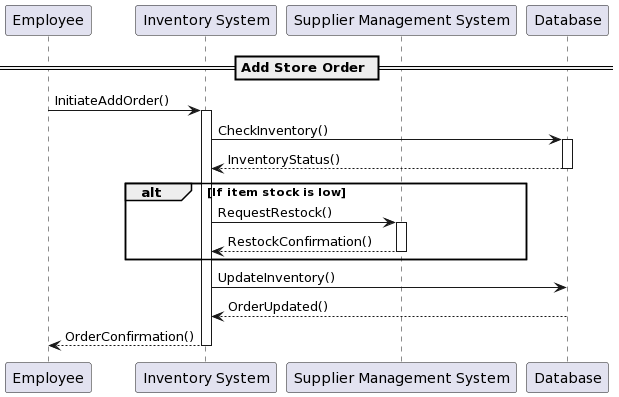 Employee Inventory System Supplier Management System Database
Add Store Order
InitiateAddOrder()
CheckInventory()
InventoryStatus()
alt [If item stock is low]
RequestRestock()
RestockConfirmation()
UpdateInventory()
OrderUpdated()
OrderConfirmation()
Employee Inventory System Supplier Management System Database